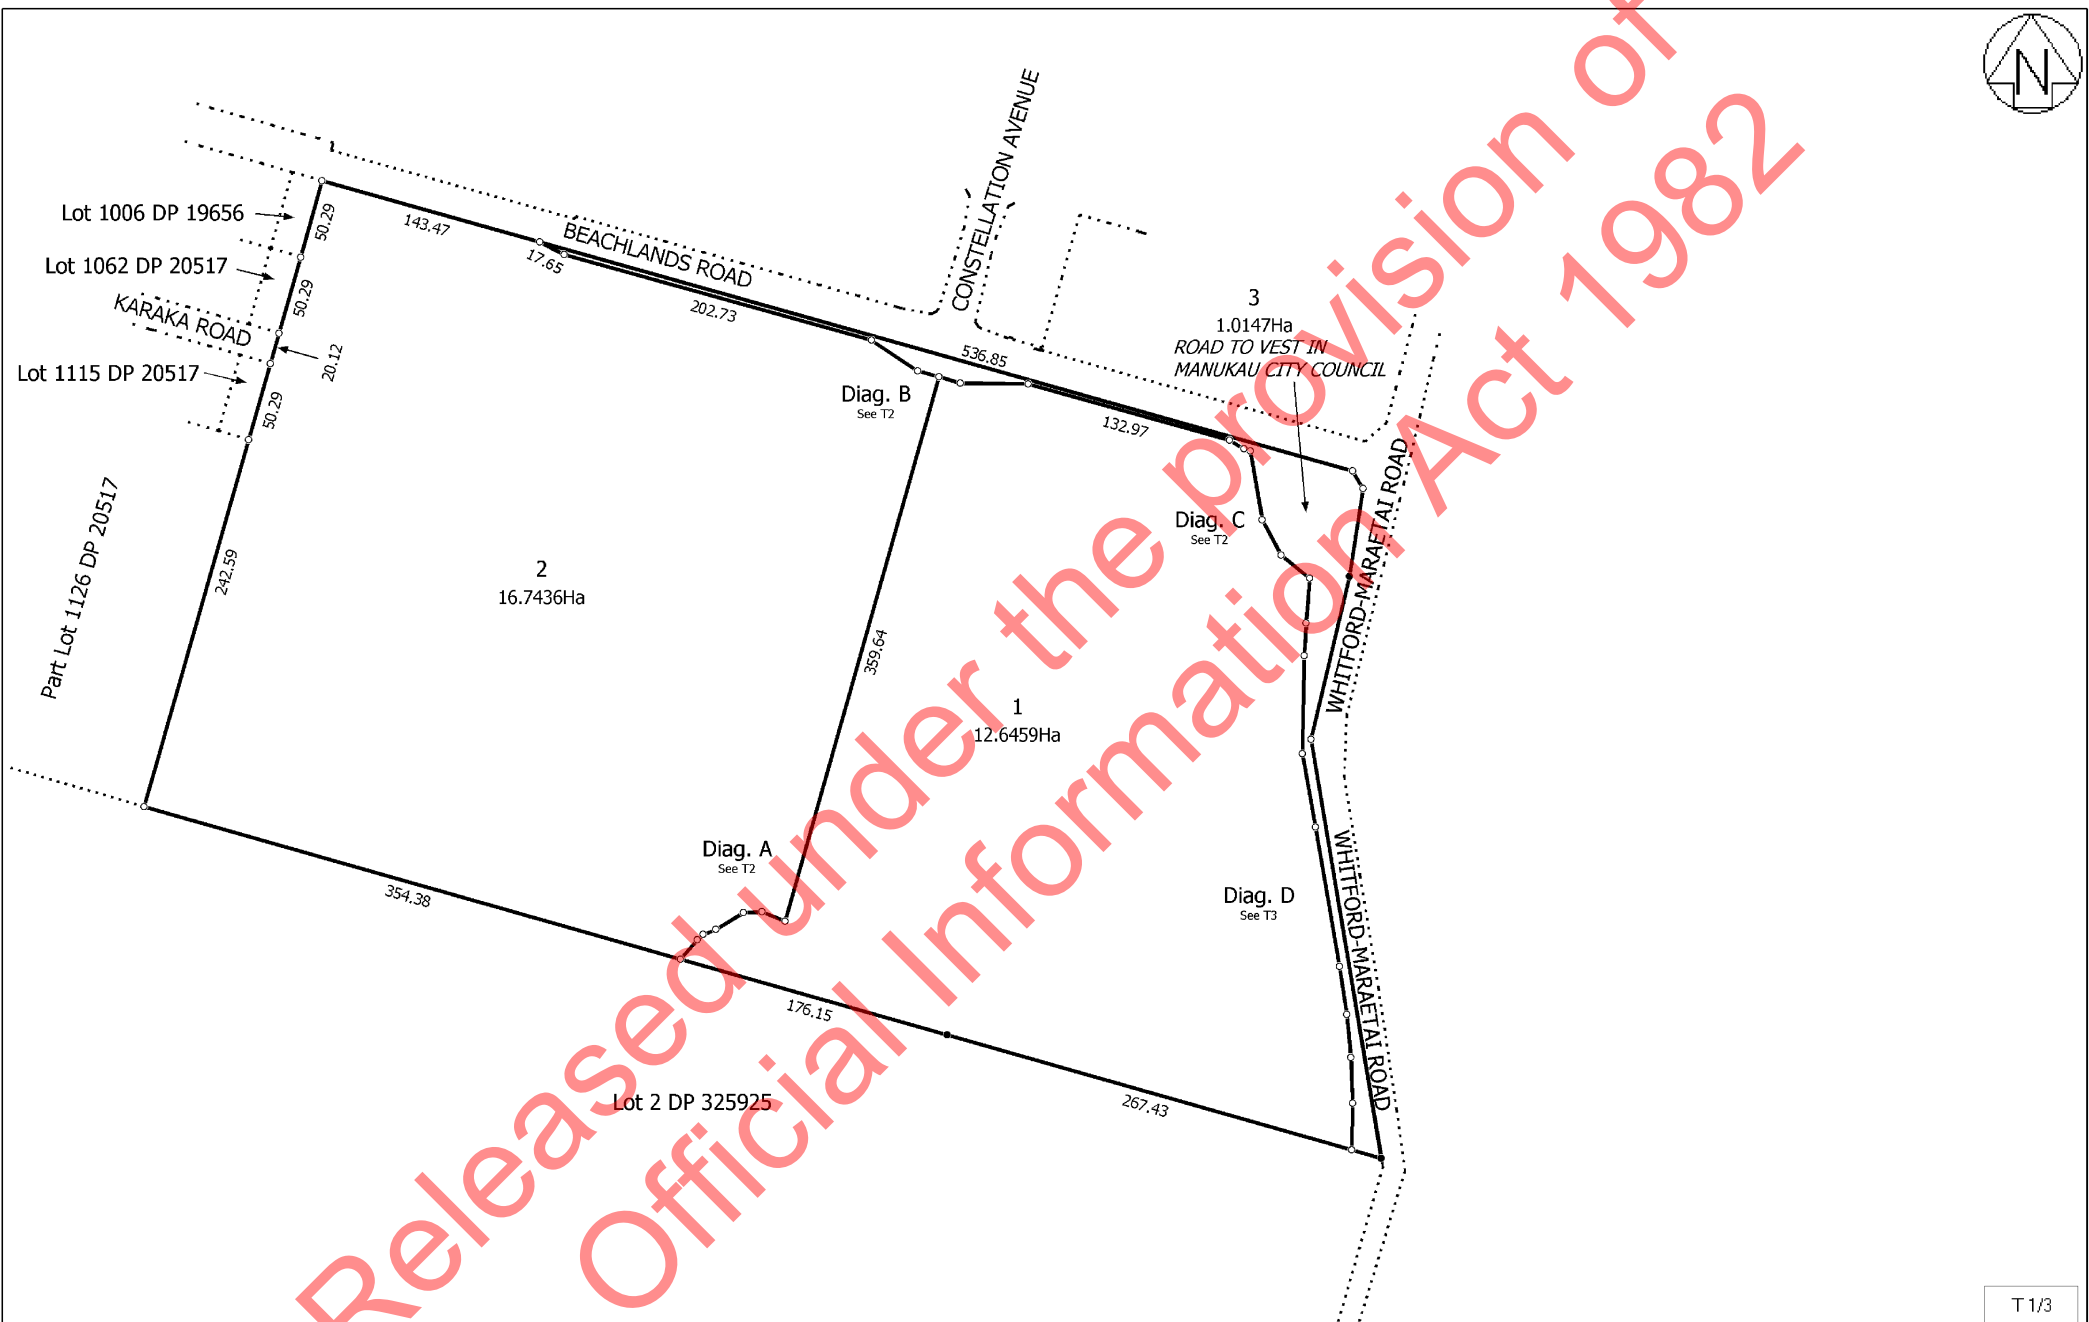 N
CONSTELLATION AVENUE
Lot 1006 DP 19656
50.29
143.47
BEACHLANDS ROAD
17.65
Lot 1062 DP 20517
50.29
202.73
KARAKA ROAD
20.12
Lot 1115 DP 20517
50.29
536.85
3
1.0147Ha
ROAD TO VEST IN
MANUKAU CITY COUNCIL
Diag. B
See T2
132.97
Part Lot 1126 DP 20517
242.59
2
16.7436Ha
359.64
Diag. C
See T2
WHITFORD-MARAETAI ROAD
1
12.6459Ha
Diag. A
See T2
354.38
Diag. D
See T3
WHITFORD-MARAETAI ROAD
176.15
Lot 2 DP 325925
267.43
Released under the provision of
Official Information Act 1982
T 1/3